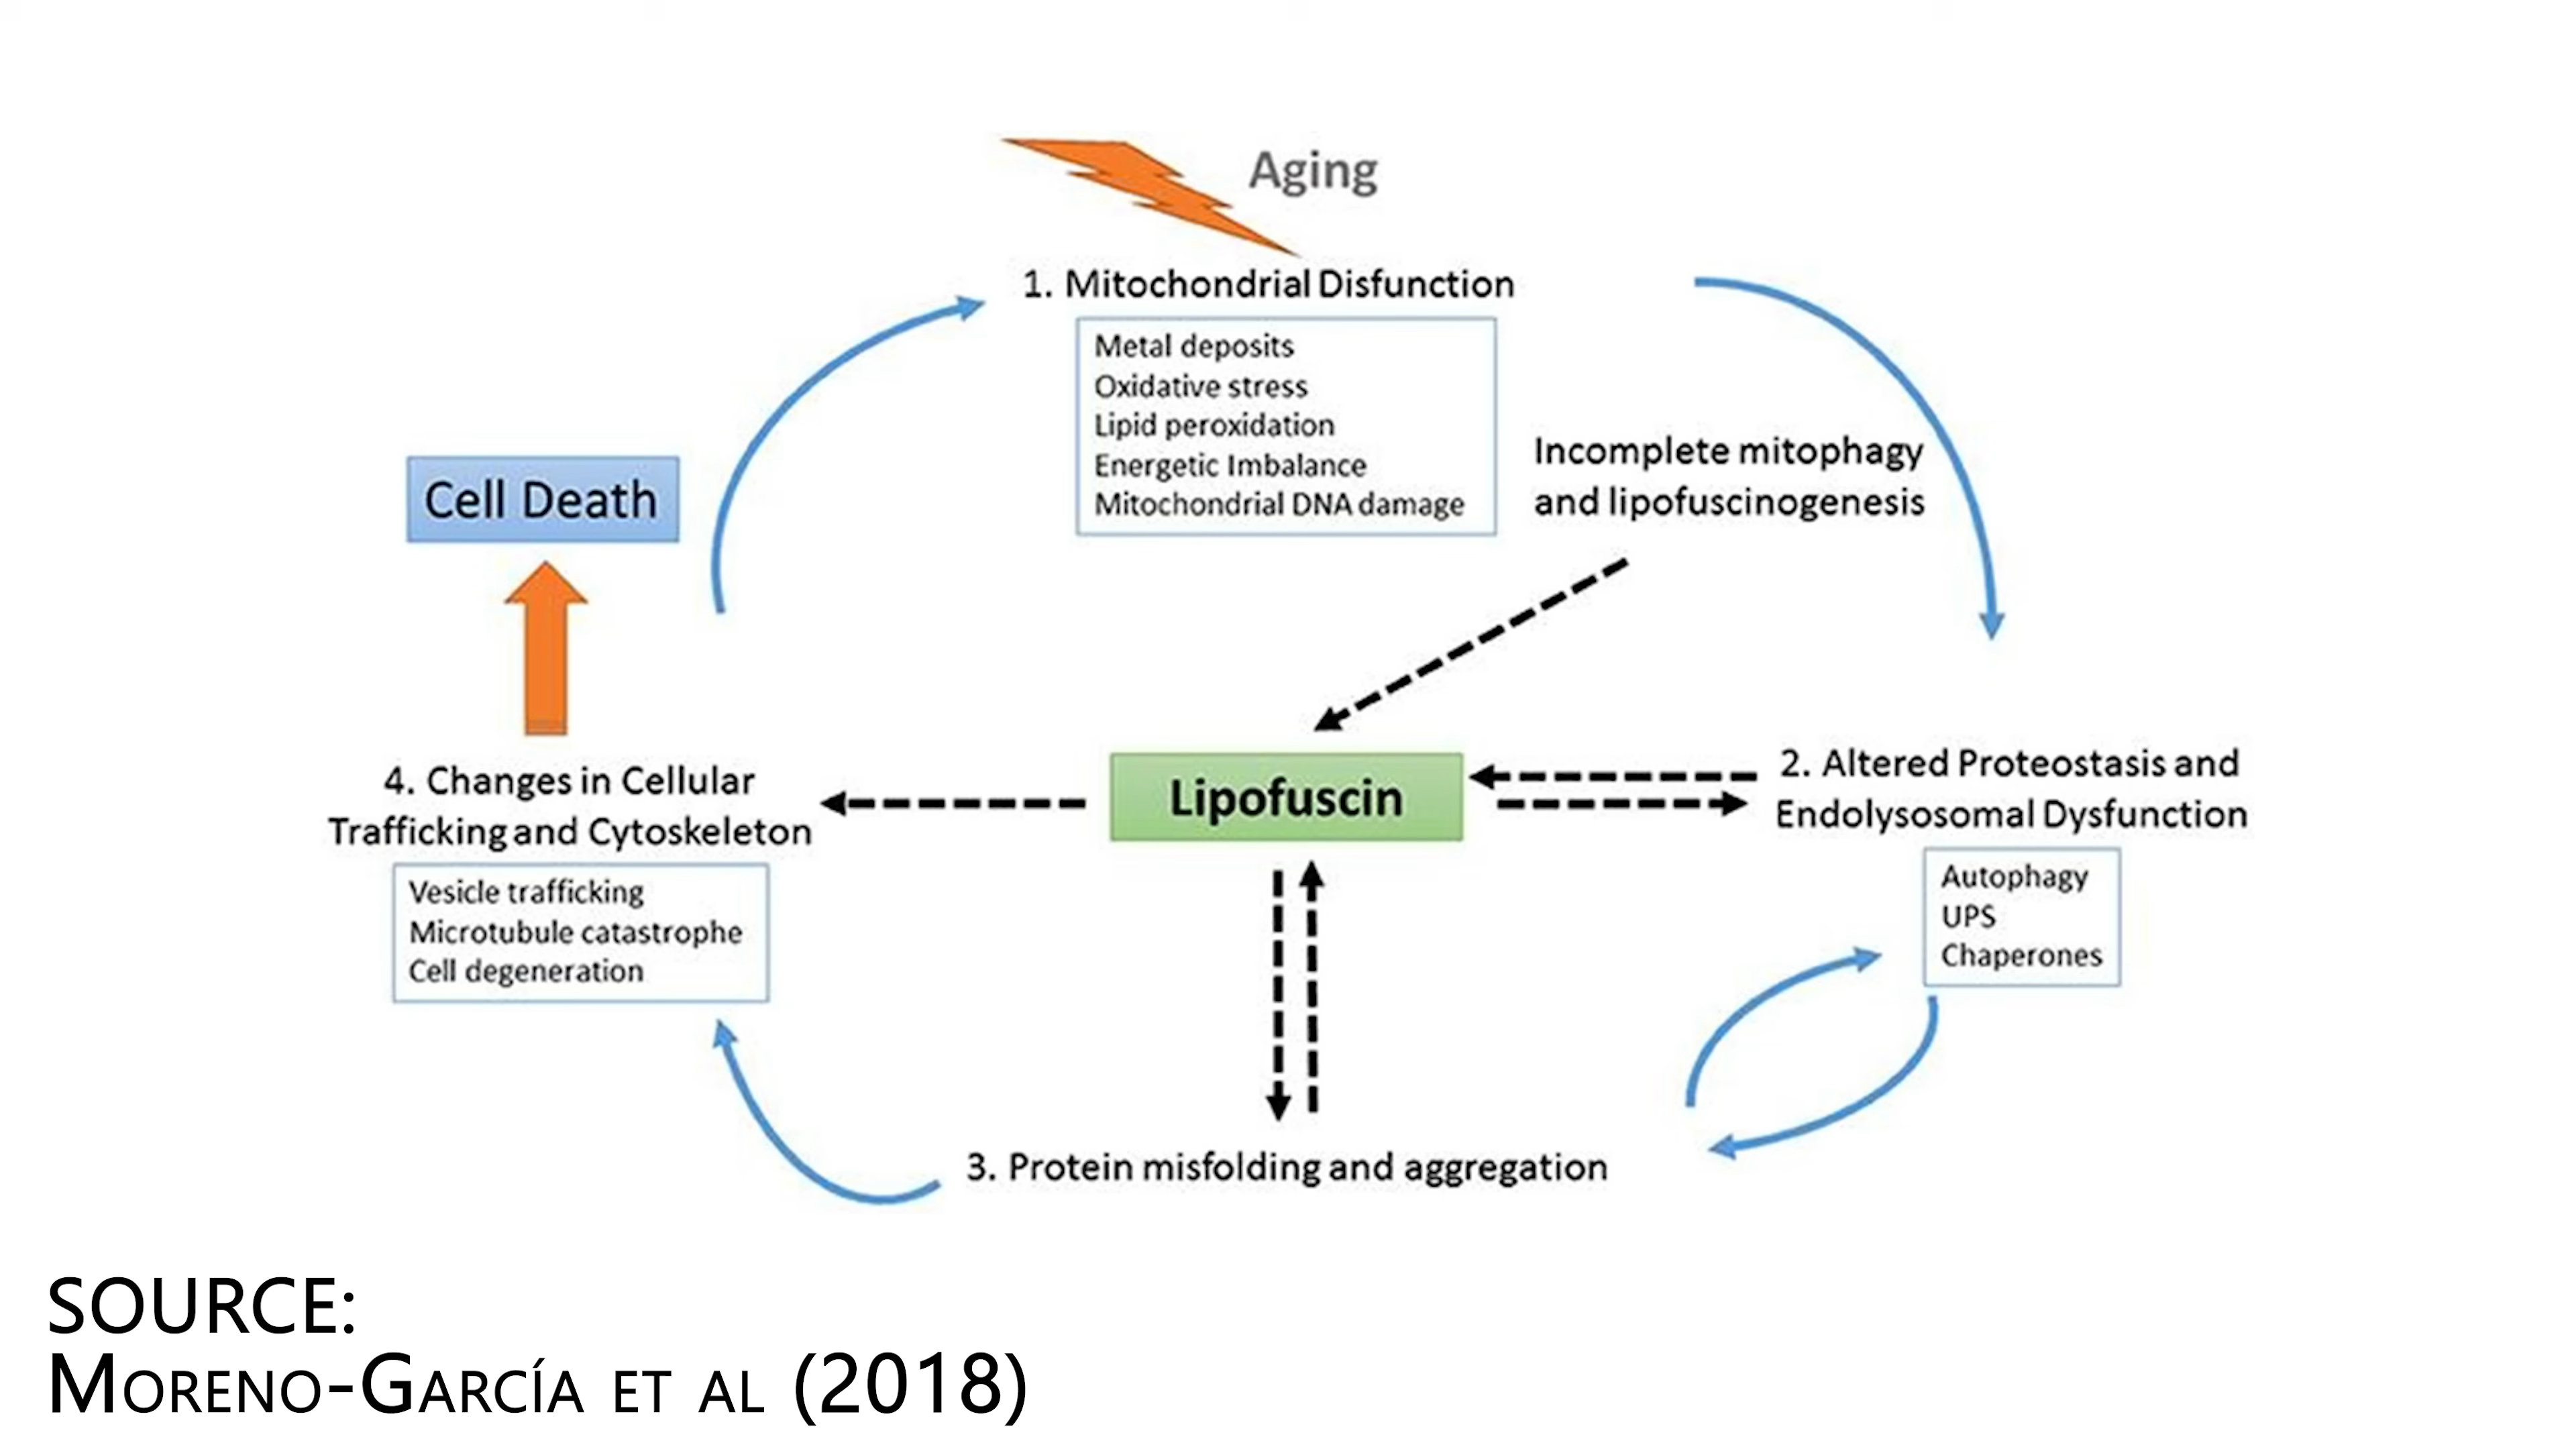 Aging
1. Mitochondrial Disfunction
Metal deposits
Oxidative stress
Lipid peroxidation
Energetic Imbalance
Mitochondrial DNA damage
Incomplete mitophagy
and lipofuscinogenesis
Cell Death
Lipofuscin
2. Altered Proteostasis and
Endolysosomal Dysfunction
Autophagy
UPS
Chaperones
4. Changes in Cellular
Trafficking and Cytoskeleton
Vesicle trafficking
Microtubule catastrophe
Cell degeneration
3. Protein misfolding and aggregation
SOURCE:
Moreno-García et al (2018)